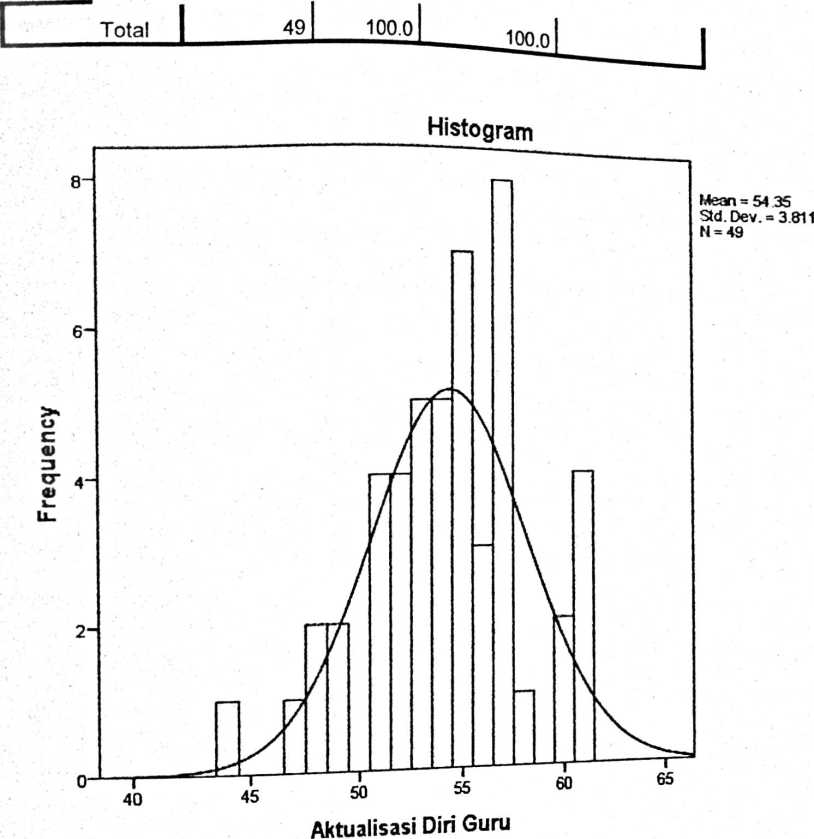 Total 49 100.0 100.0
Histogram
Mean = 54.35
Std. Dev. = 3.811
N = 49
8
6
4
2
0
Frequency
40 45 50 55 60 65
Aktualisasi Diri Guru